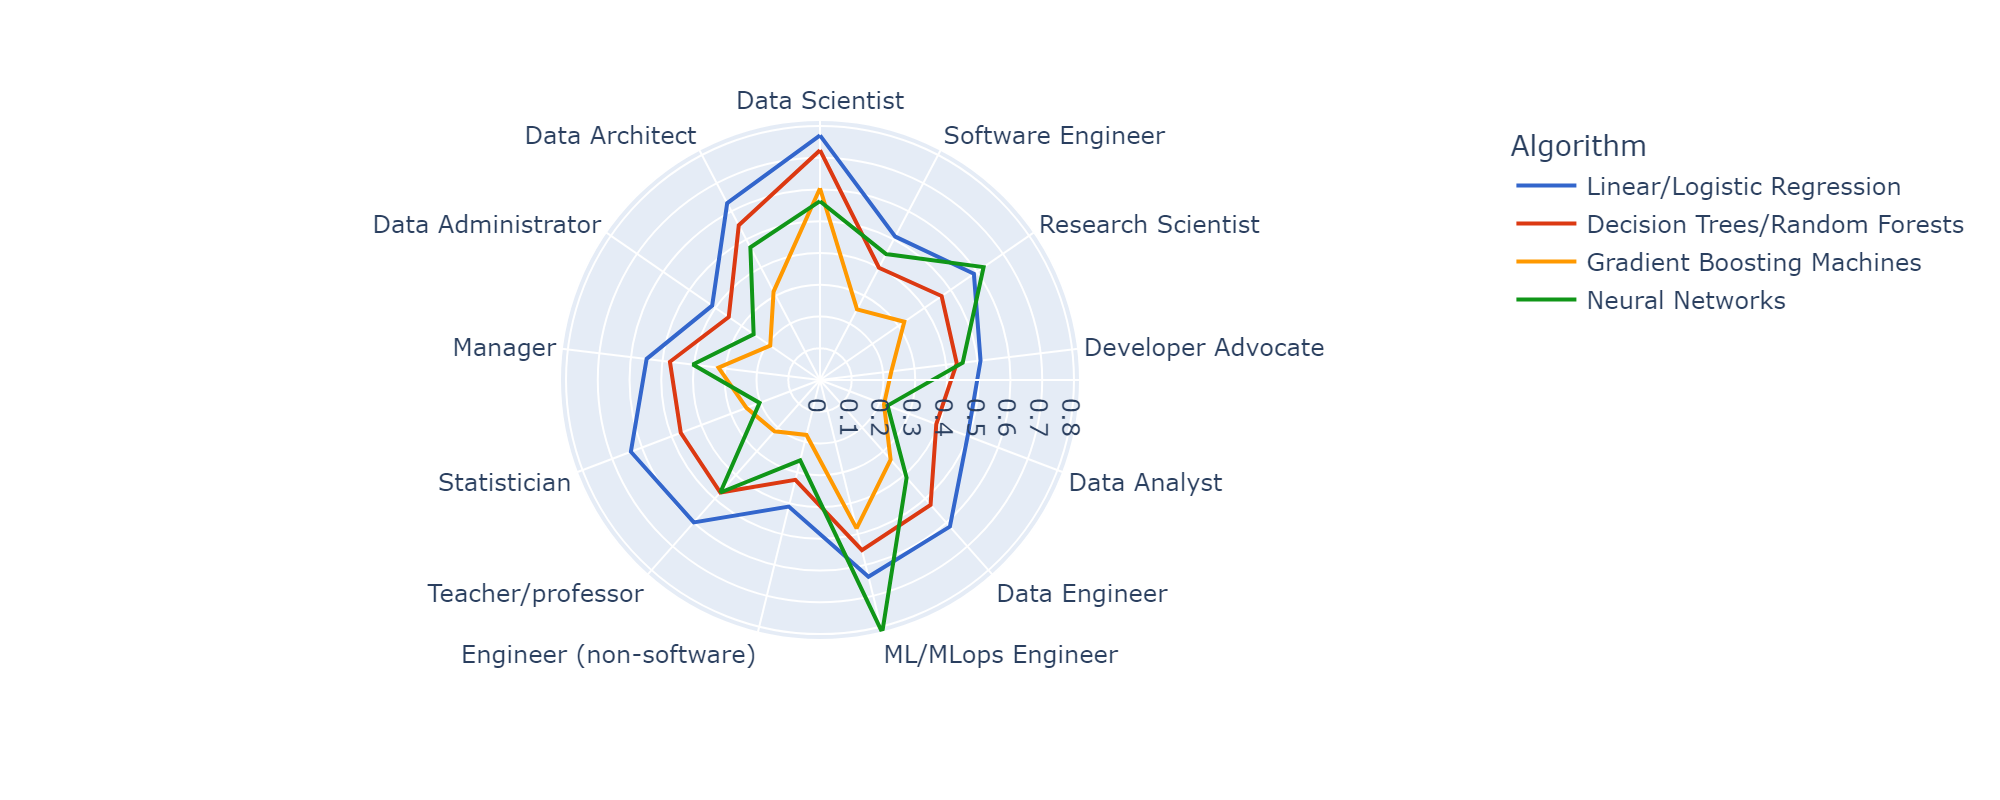 Data Scientist
Data Architect
Software Engineer
Data Administrator
Research Scientist
Manager
Developer Advocate
0
0.1
0.2
0.3
0.4
0.5
0.6
0.7
0.8
Statistician
Data Analyst
Teacher/professor
Data Engineer
Engineer (non-software)
ML/MLops Engineer
Algorithm
Linear/Logistic Regression
Decision Trees/Random Forests
Gradient Boosting Machines
Neural Networks